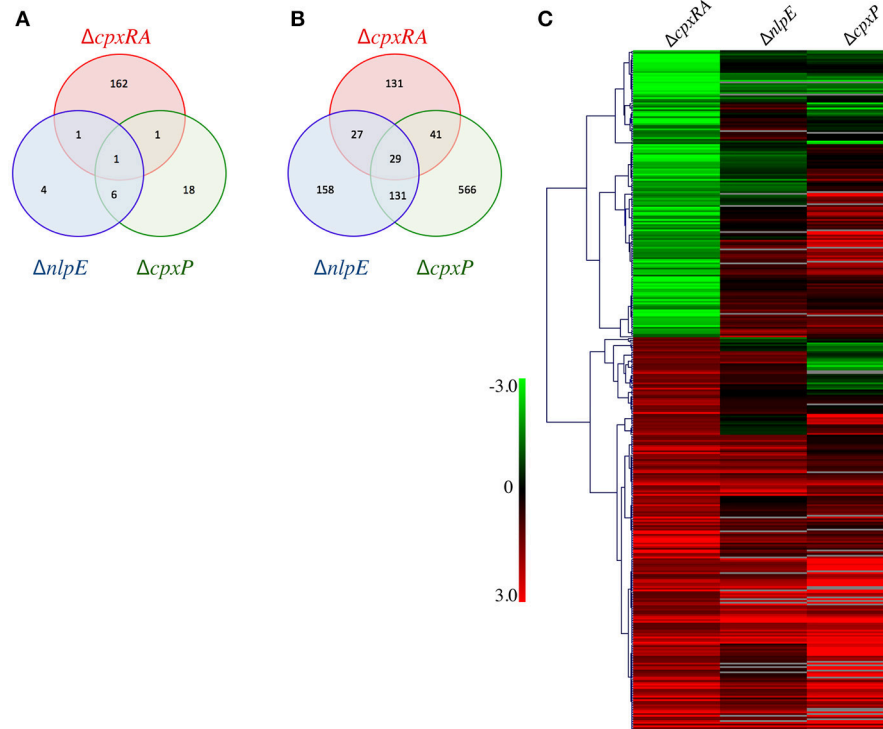 A
ΔcpxRA
162
1
1
1
4
6
18
ΔnlpE
ΔcpxP
B
ΔcpxRA
131
27
41
29
158
131
566
ΔnlpE
ΔcpxP
C
ΔcpxRA
ΔnlpE
ΔcpxP
-3.0
0
3.0